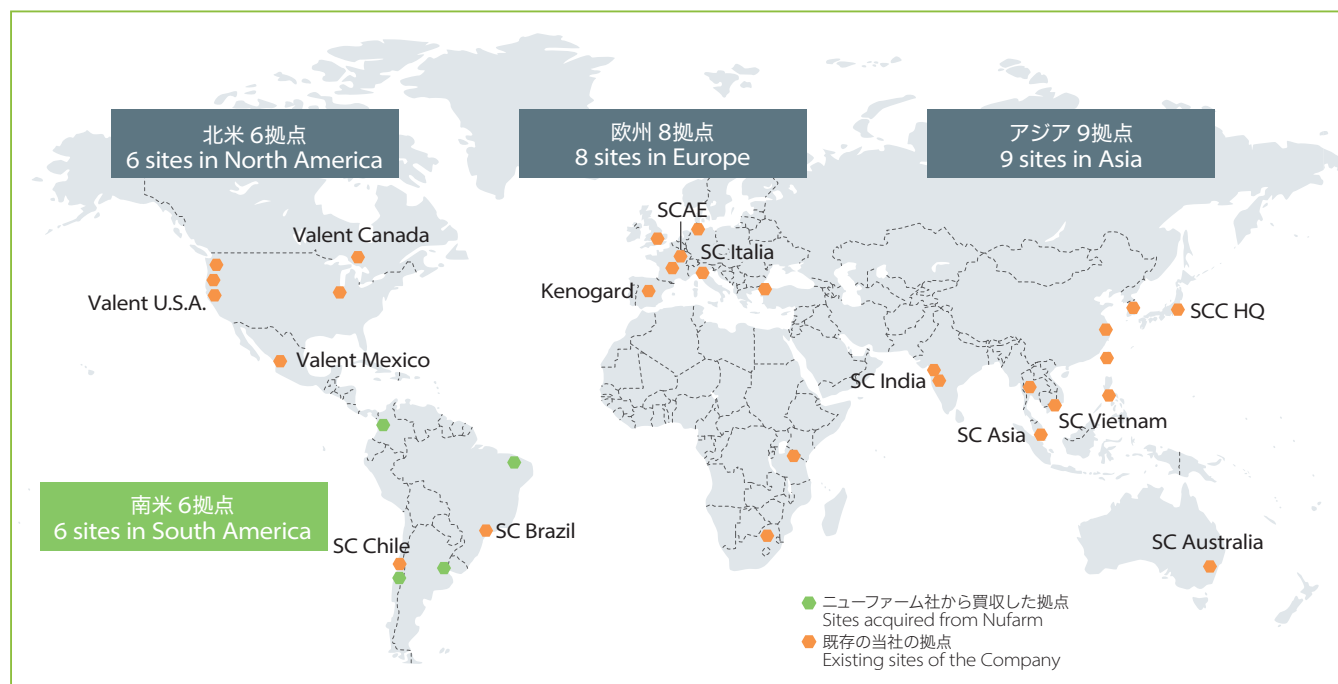 北米 6拠点
6 sites in North America
欧州 8拠点
8 sites in Europe
アジア 9拠点
9 sites in Asia
Valent Canada
Valent U.S.A.
Valent Mexico
SCAE
SC Italia
Kenogard
SCC HQ
SC India
SC Vietnam
SC Asia
南米 6拠点
6 sites in South America
SC Brazil
SC Chile
SC Australia
ニューファーム社から買収した拠点
Sites acquired from Nufarm
既存の当社の拠点
Existing sites of the Company